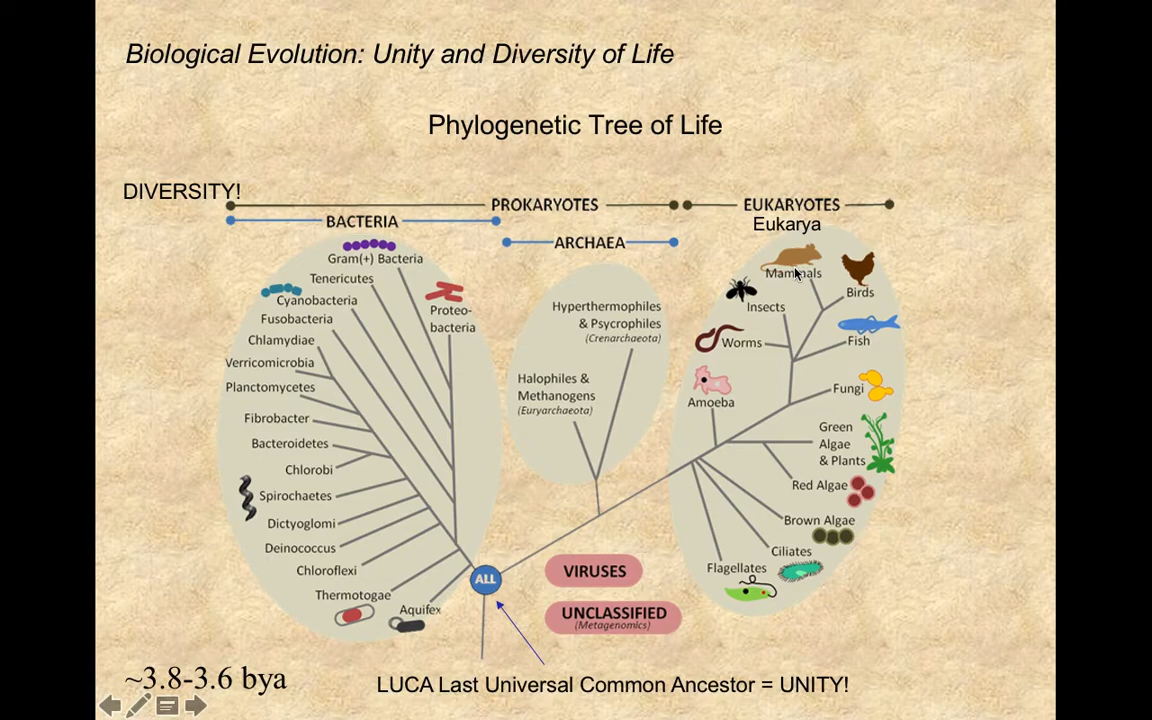 Biological Evolution: Unity and Diversity of Life
Phylogenetic Tree of Life
DIVERSITY!
PROKARYOTES
EUKARYOTES
BACTERIA
Eukarya
ARCHAEA
Gram(+) Bacteria
Tenericutes
Cyanobacteria
Fusobacteria
Chlamydiae
Verricomicrobia
Planctomycetes
Fibrobacter
Bacteroidetes
Chlorobi
Spirochaetes
Dictyoglomi
Deinococcus
Chloroflexi
Thermotogae
Aquifex
Proteo-
bacteria
Hyperthermophiles
& Psycrophiles
(Crenarchaeota)
Halophiles &
Methanogens
(Euryarchaeota)
Mammals
Birds
Insects
Fish
Worms
Fungi
Amoeba
Green
Algae
& Plants
Red Algae
Brown Algae
Ciliates
Flagellates
ALL
VIRUSES
UNCLASSIFIED
(Metagenomics)
~3.8-3.6 bya
LUCA Last Universal Common Ancestor = UNITY!